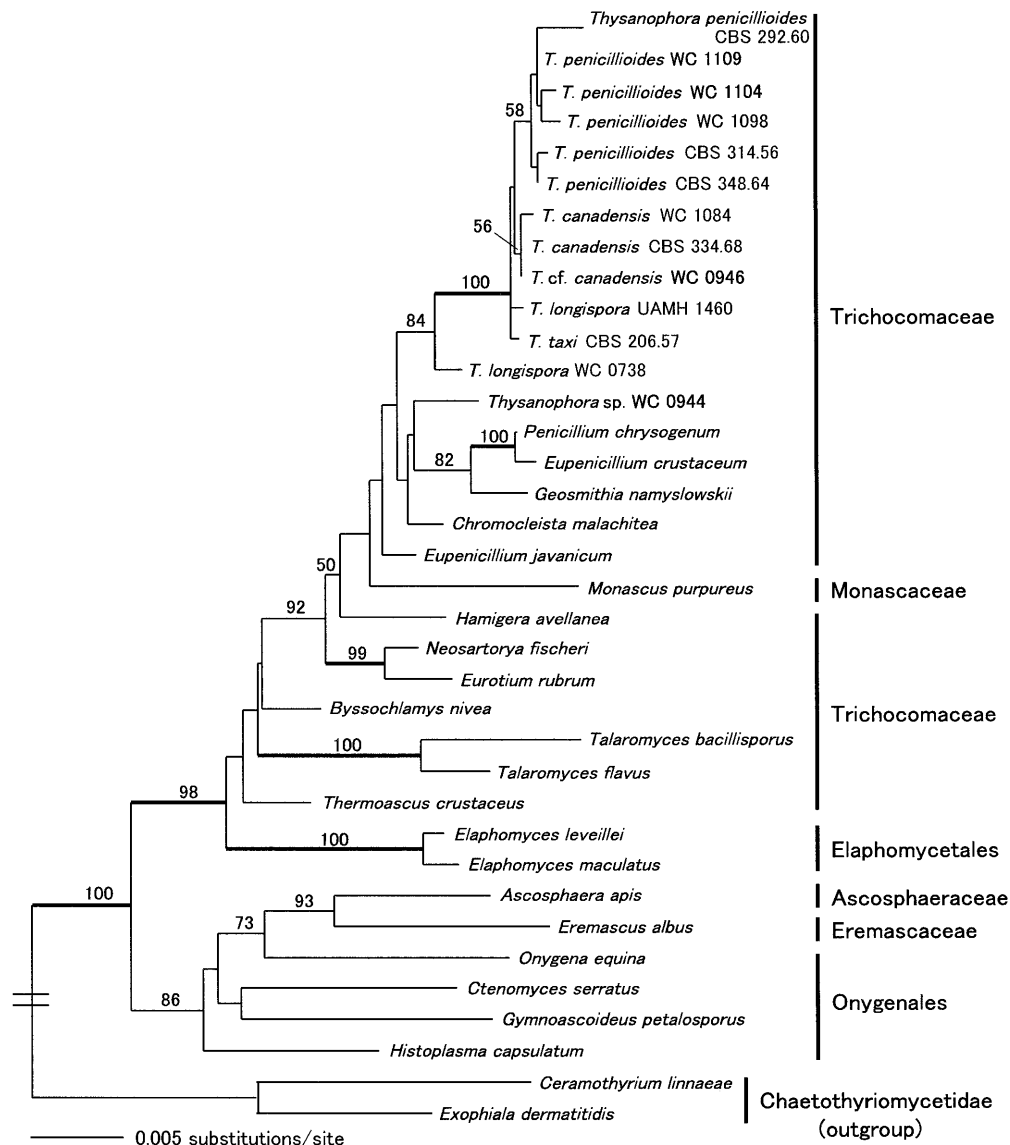 Thysanophora penicillioides
CBS 292.60
T. penicillioides WC 1109
T. penicillioides WC 1104
58
T. penicillioides WC 1098
T. penicillioides CBS 314.56
T. penicillioides CBS 348.64
T. canadensis WC 1084
56
T. canadensis CBS 334.68
T. cf. canadensis WC 0946
100
T. longispora UAMH 1460
Trichocomaceae
84
T. taxi CBS 206.57
T. longispora WC 0738
Thysanophora sp. WC 0944
100
Penicillium chrysogenum
82
Eupenicillium crustaceum
Geosmithia namyslowskii
Chromocleista malachitea
Eupenicillium javanicum
50
Monascus purpureus
Monascaceae
92
Hamigera avellanea
99
Neosartorya fischeri
Eurotium rubrum
Byssochlamys nivea
Trichocomaceae
100
Talaromyces bacillisporus
Talaromyces flavus
98
Thermoascus crustaceus
100
Elaphomyces leveillei
Elaphomycetales
Elaphomyces maculatus
100
93
Ascosphaera apis
Ascosphaeraceae
73
Eremascus albus
Eremascaceae
Onygena equina
86
Ctenomyces serratus
Onygenales
Gymnoascoideus petalosporus
Histoplasma capsulatum
Ceramothyrium linnaeae
Chaetothyriomycetidae
(outgroup)
Exophiala dermatitidis
0.005 substitutions/site